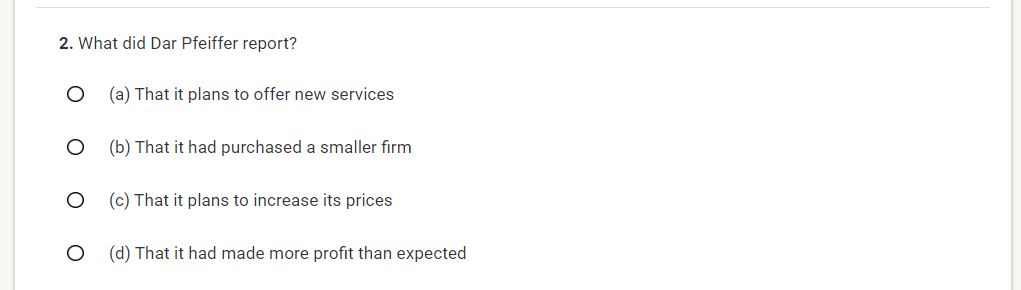 2. What did Dar Pfeiffer report?
(a) That it plans to offer new services
(b) That it had purchased a smaller firm
(c) That it plans to increase its prices
(d) That it had made more profit than expected